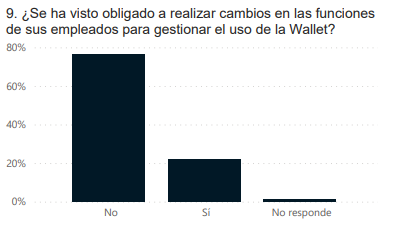 9. ¿Se ha visto obligado a realizar cambios en las funciones
de sus empleados para gestionar el uso de la Wallet?
80%
60%
40%
20%
0%
No
Sí
No responde